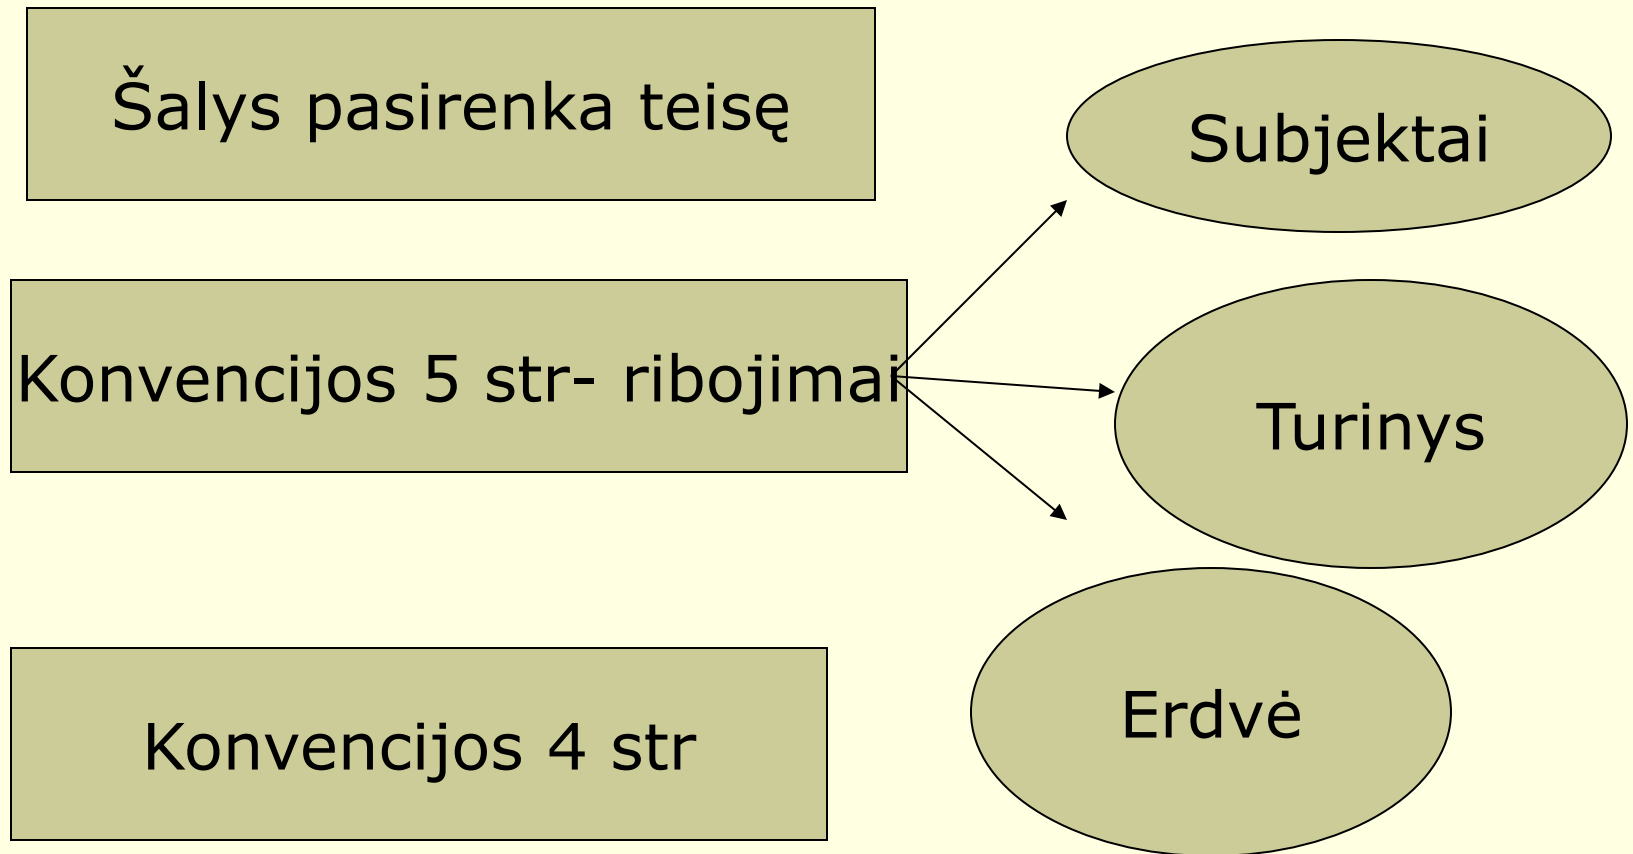 Šalys pasirenka teisę
Subjektai
Konvencijos 5 str- ribojimai
Turinys
Konvencijos 4 str
Erdvė